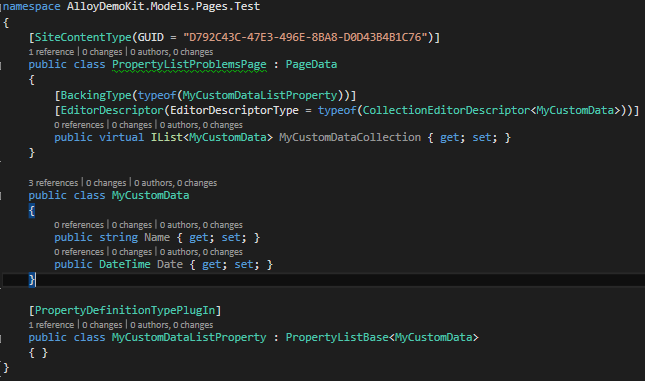 namespace AlloyDemoKit.Models.Pages.Test
{
[SiteContentType(GUID = "D792C43C-47E3-496E-8BA8-D0D43B4B1C76")]
1 reference | 0 changes | 0 authors, 0 changes
public class PropertyListProblemsPage : PageData
{
[BackingType(typeof(MyCustomDataListProperty))]
[EditorDescriptor(EditorDescriptorType = typeof(CollectionEditorDescriptor<MyCustomData>))]
0 references | 0 changes | 0 authors, 0 changes
public virtual IList<MyCustomData> MyCustomDataCollection { get; set; }
}
3 references | 0 changes | 0 authors, 0 changes
public class MyCustomData
{
0 references | 0 changes | 0 authors, 0 changes
public string Name { get; set; }
0 references | 0 changes | 0 authors, 0 changes
public DateTime Date { get; set; }
}
[PropertyDefinitionTypePlugIn]
1 reference | 0 changes | 0 authors, 0 changes
public class MyCustomDataListProperty : PropertyListBase<MyCustomData>
{ }
}